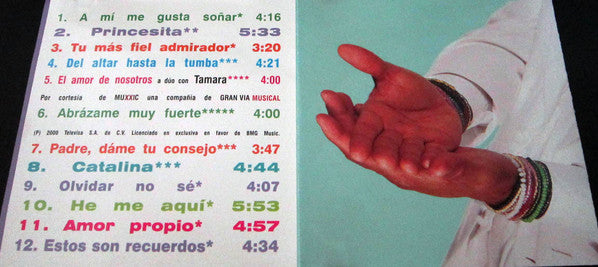 1. A mí me gusta soñar* 4:16
2. Princesita** 5:33
3. Tu más fiel admirador* 3:20
4. Del altar hasta la tumba*** 4:21
5. El amor de nosotros a dúo con Tamara**** 4:00
Por cortesía de MUXXIC una compañía de GRAN VIA MUSICAL
6. Abrázame muy fuerte***** 4:00
(P) 2000 Televisa S.A. de C.V. Licenciado en exclusiva en favor de BMG Music.
7. Padre, dáme tu consejo*** 3:47
8. Catalina*** 4:44
9. Olvidar no sé* 4:07
10. He me aquí* 5:53
11. Amor propio* 4:57
12. Estos son recuerdos* 4:34